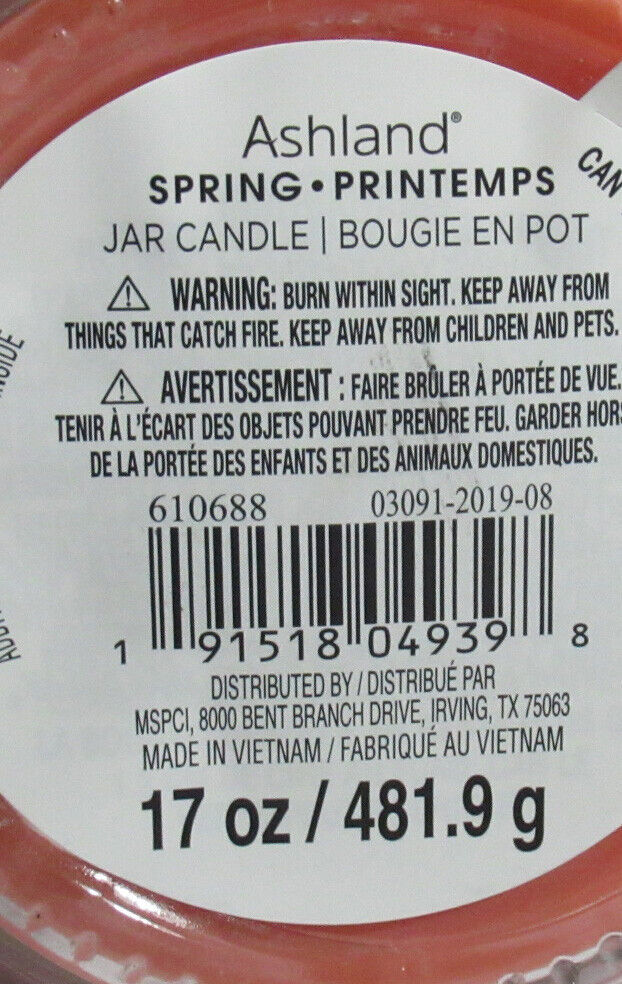 Ashland®
SPRING • PRINTEMPS
JAR CANDLE | BOUGIE EN POT
CAN
WARNING: BURN WITHIN SIGHT. KEEP AWAY FROM
THINGS THAT CATCH FIRE. KEEP AWAY FROM CHILDREN AND PETS.
AVERTISSEMENT : FAIRE BRÛLER À PORTÉE DE VUE.
TENIR À L'ÉCART DES OBJETS POUVANT PRENDRE FEU. GARDER HORS
DE LA PORTÉE DES ENFANTS ET DES ANIMAUX DOMESTIQUES.
610688 03091-2019-08
1 91518 04939 8
DISTRIBUTED BY / DISTRIBUÉ PAR
MSPCI, 8000 BENT BRANCH DRIVE, IRVING, TX 75063
MADE IN VIETNAM / FABRIQUÉ AU VIETNAM
17 oz / 481.9 g